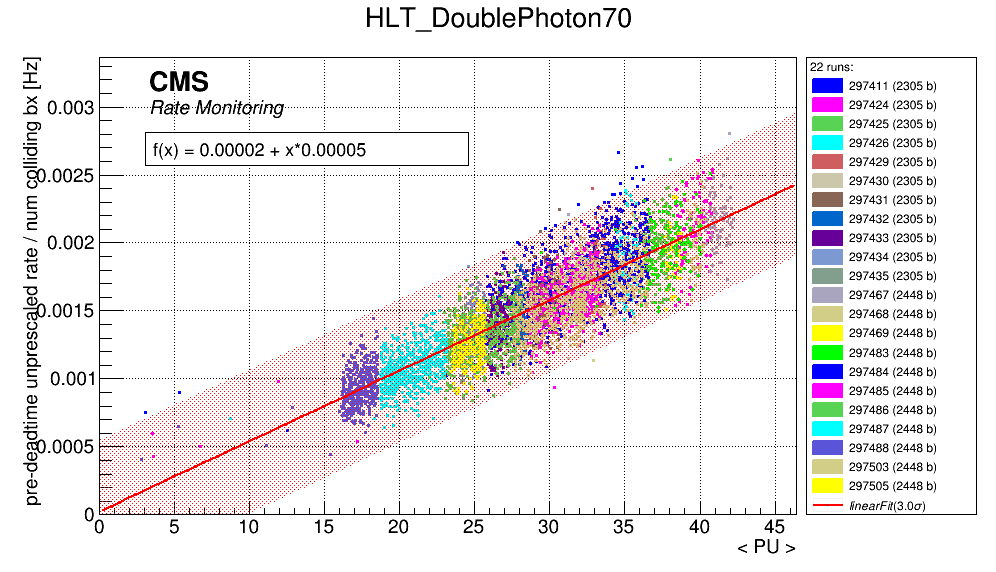 HLT_DoublePhoton70
pre-deadtime unprescaled rate / num colliding bx [Hz]
CMS
Rate Monitoring
f(x) = 0.00002 + x*0.00005
0.003
0.0025
0.002
0.0015
0.001
0.0005
0
0 5 10 15 20 25 30 35 40 45
< PU >
22 runs:
297411 (2305 b)
297424 (2305 b)
297425 (2305 b)
297426 (2305 b)
297429 (2305 b)
297430 (2305 b)
297431 (2305 b)
297432 (2305 b)
297433 (2305 b)
297434 (2305 b)
297435 (2305 b)
297467 (2448 b)
297468 (2448 b)
297469 (2448 b)
297483 (2448 b)
297484 (2448 b)
297485 (2448 b)
297486 (2448 b)
297487 (2448 b)
297488 (2448 b)
297503 (2448 b)
297505 (2448 b)
linearFit(3.0σ)